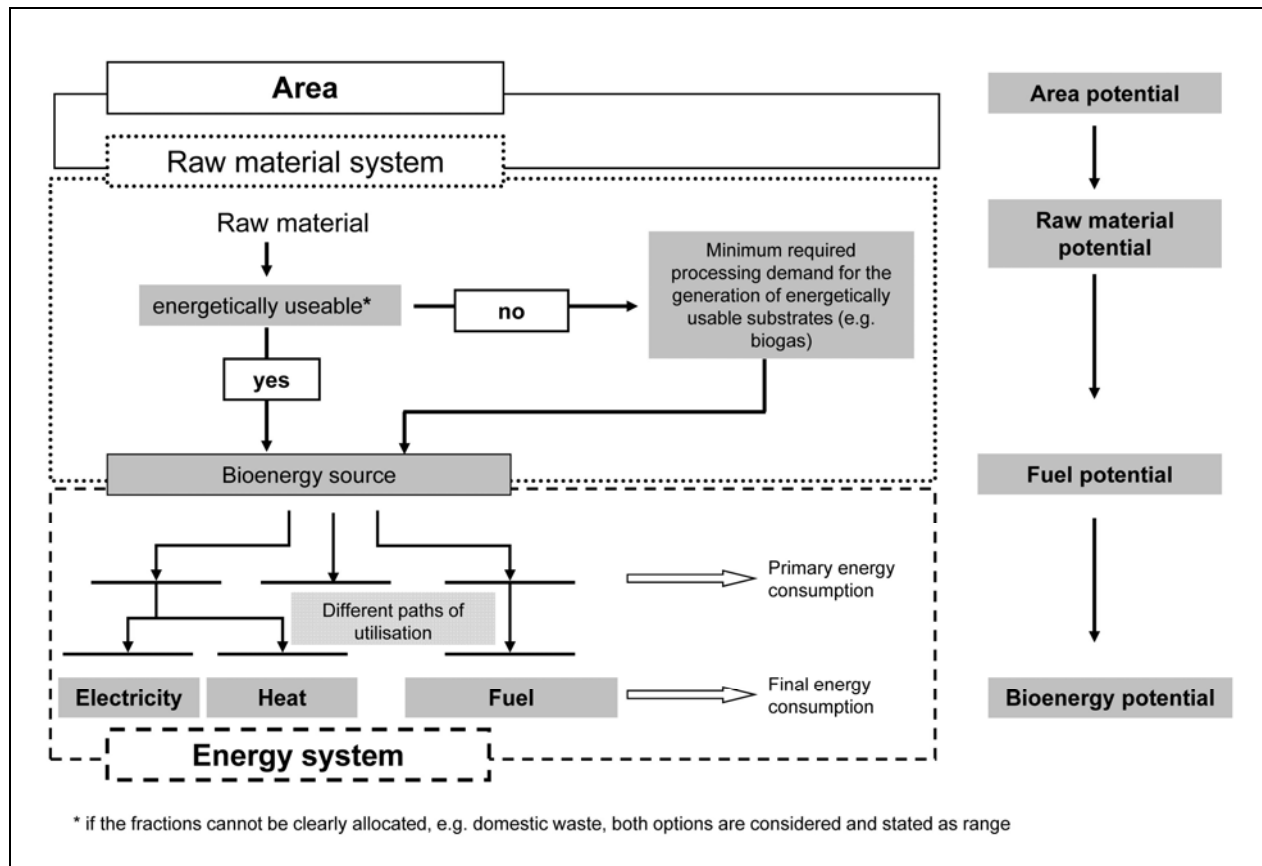 Area
Raw material system
Raw material
energetically useable*
no
Minimum required
processing demand for the
generation of energetically
usable substrates (e.g.
biogas)
yes
Bioenergy source
Primary energy
consumption
Different paths of
utilisation
Electricity
Heat
Fuel
Final energy
consumption
Energy system
Area potential
Raw material
potential
Fuel potential
Bioenergy potential
* if the fractions cannot be clearly allocated, e.g. domestic waste, both options are considered and stated as range